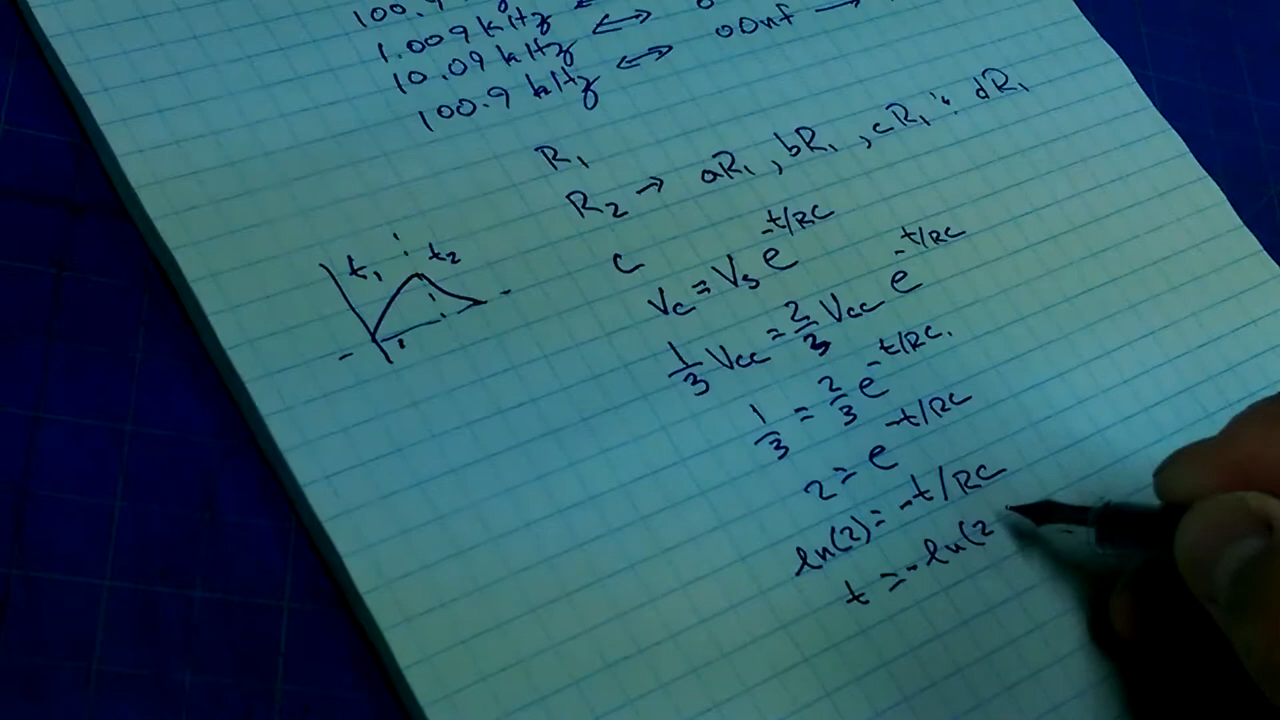 100.
1.009 kHz ↔
10.09 kHz ↔ 00nf →
100.9 kHz ↔
R₁
R₂ → aR₁, bR₁, cR₁ : dR₁
C
t₁ t₂
Vc = Vs e^-t/RC
1/3 Vcc = 2/3 Vcc e^-t/RC
1/3 = 2/3 e^-t/RC.
2 = e^-t/RC
ln(2) = -t/RC
t = -ln(2